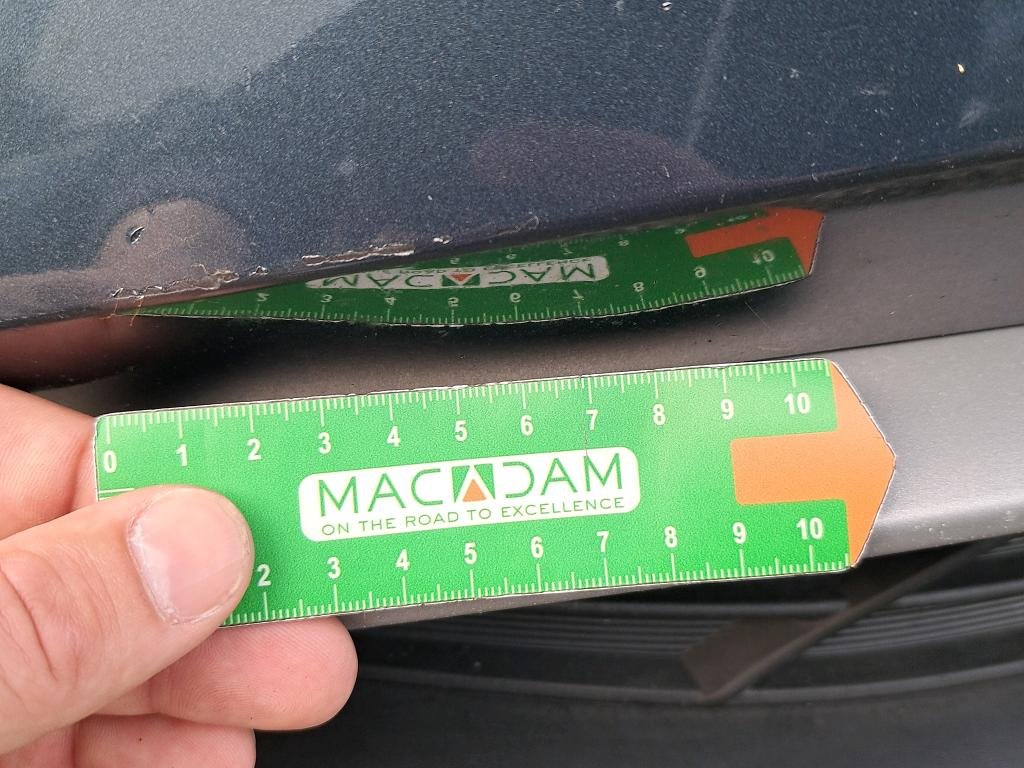 0 1 2 3 4 5 6 7 8 9 10
MACADAM
ON THE ROAD TO EXCELLENCE
2 3 4 5 6 7 8 9 10